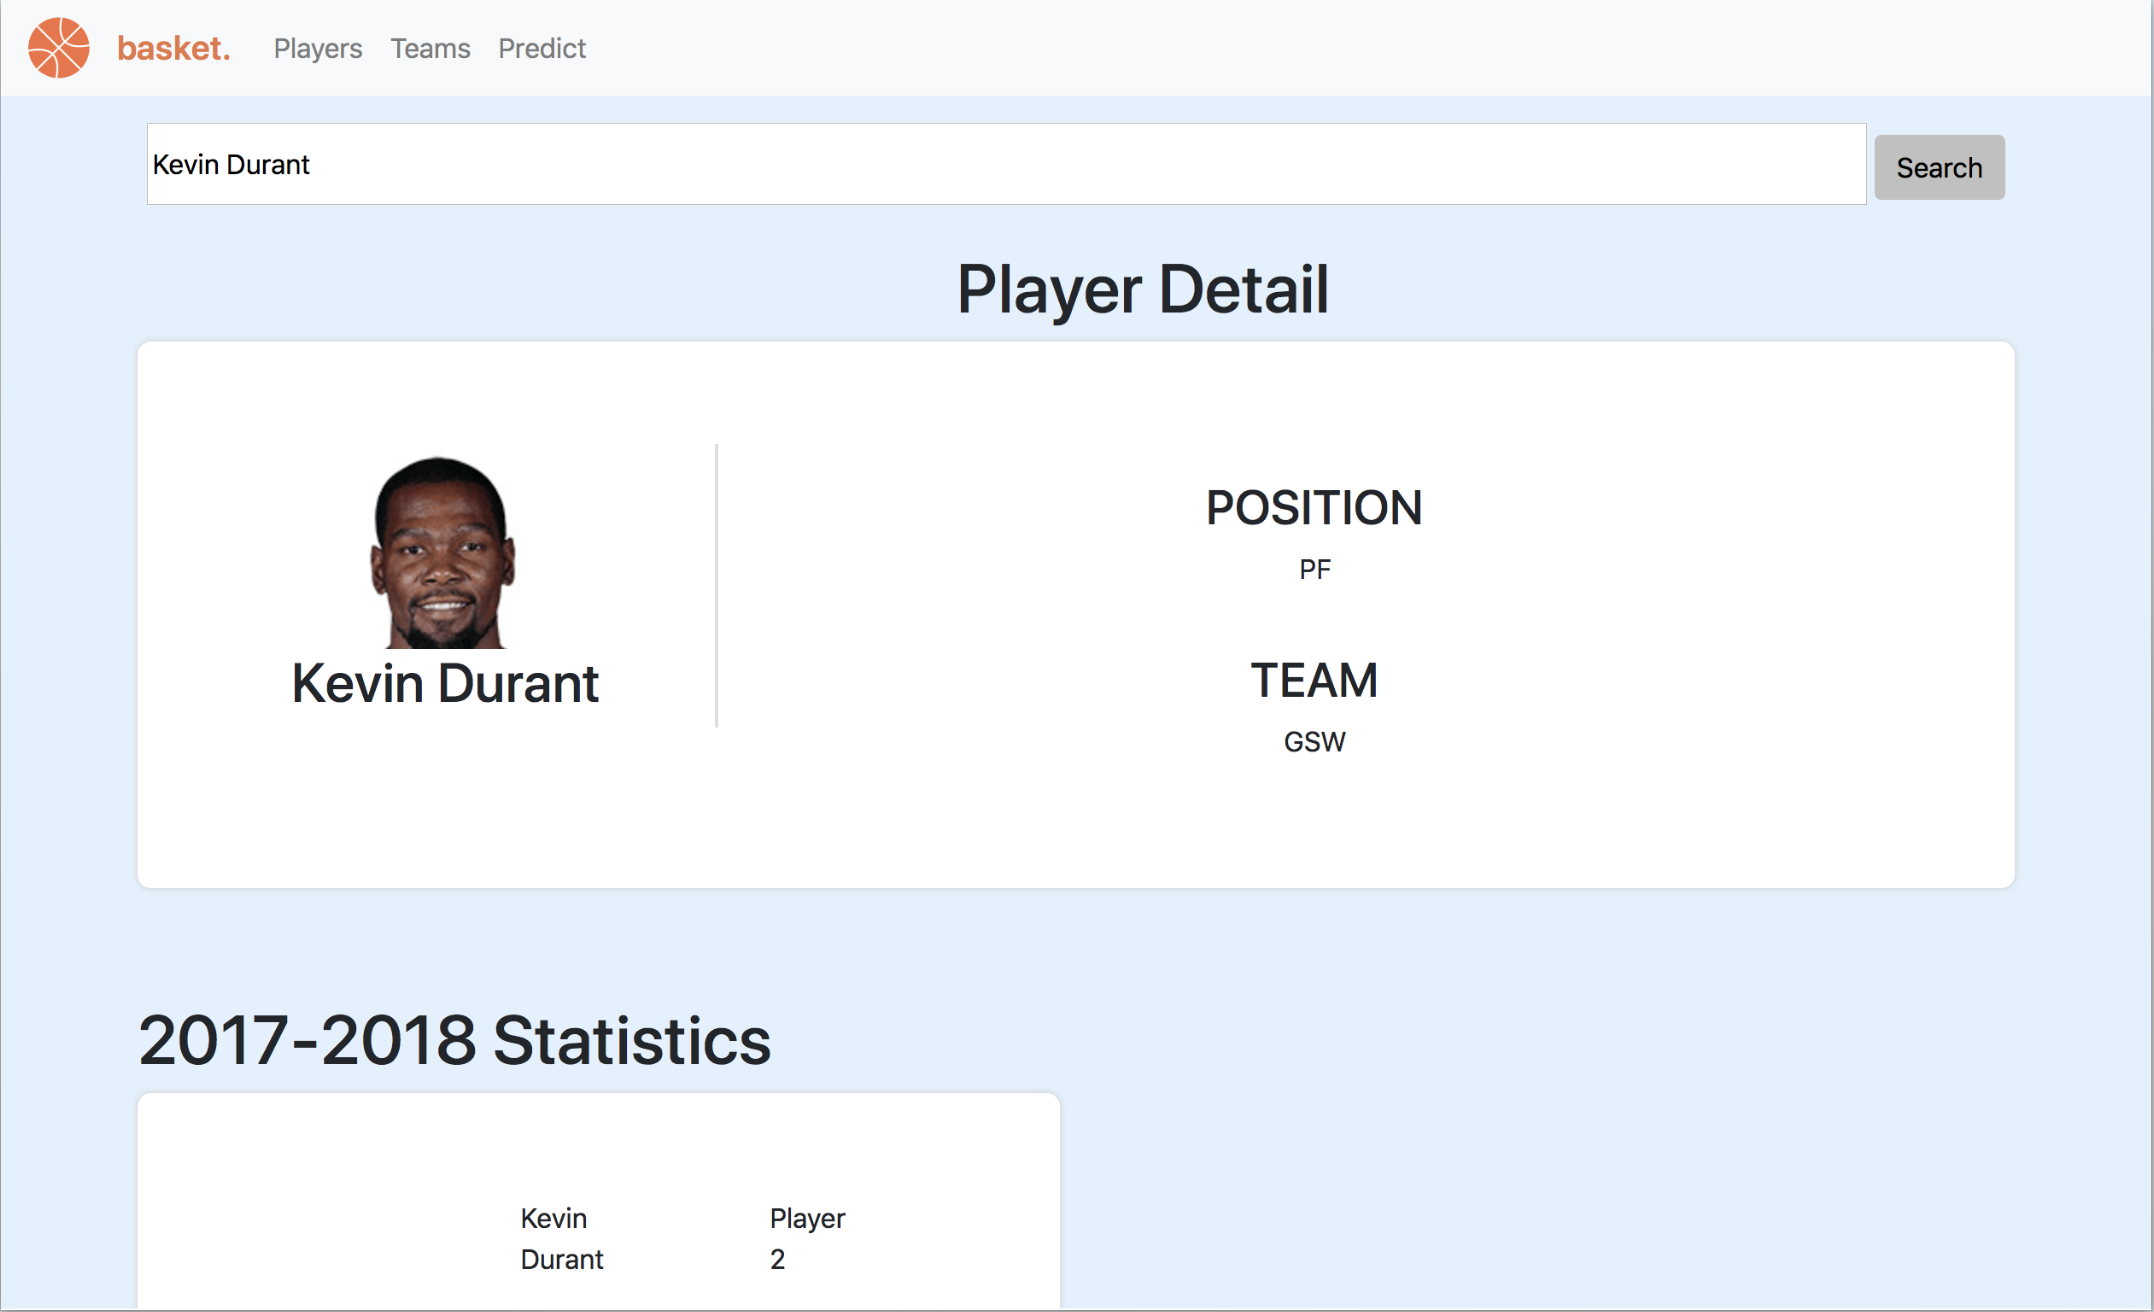 basket. Players Teams Predict
Kevin Durant Search
Player Detail
POSITION
PF
Kevin Durant
TEAM
GSW
2017-2018 Statistics
Kevin Player
Durant 2